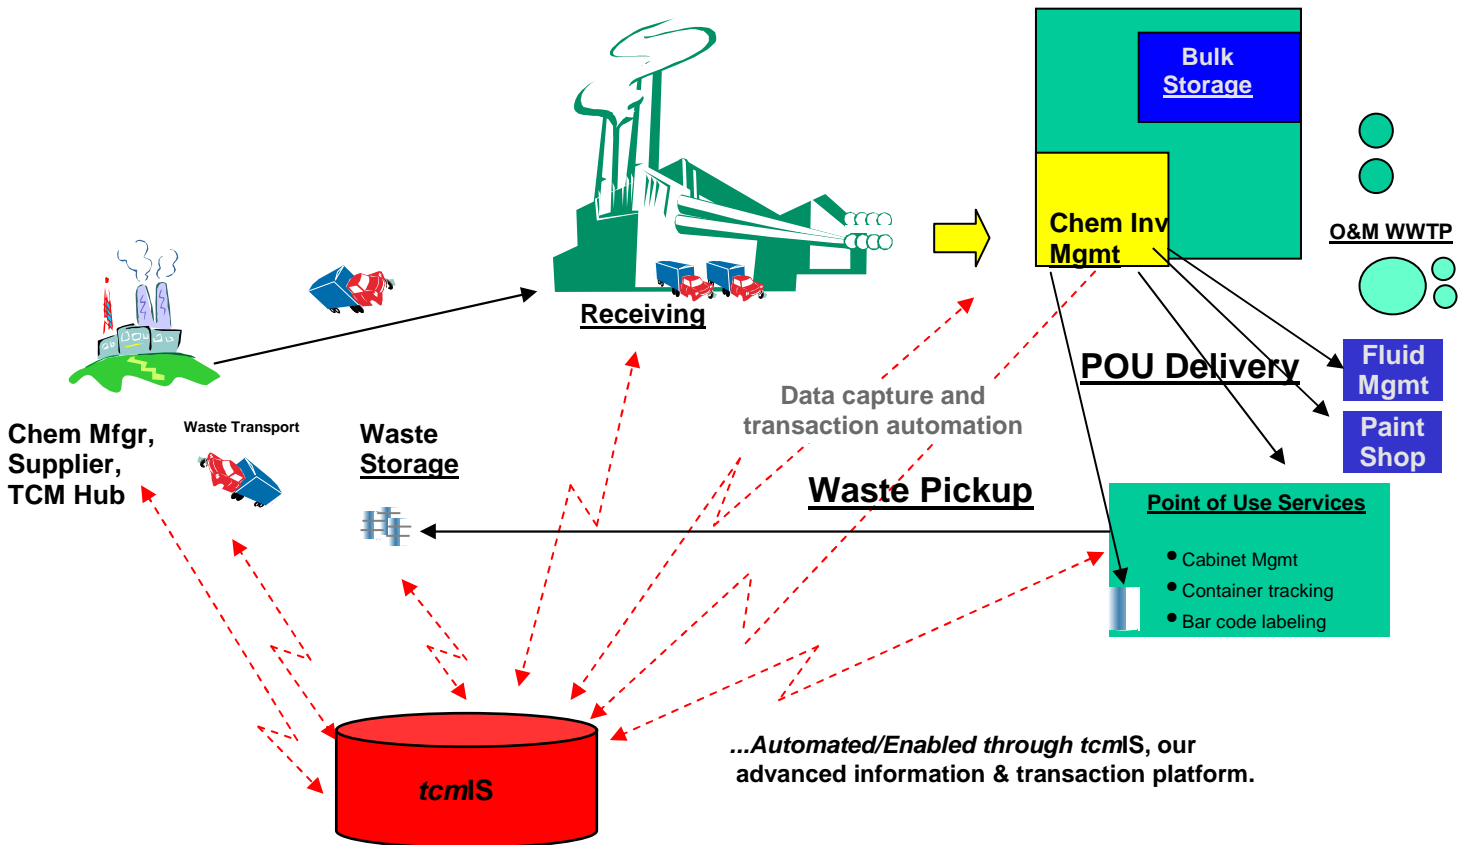 Bulk
Storage
Chem Inv
Mgmt
O&M WWTP
Receiving
POU Delivery
Fluid
Mgmt
Paint
Shop
Data capture and
transaction automation
Chem Mfgr,
Supplier,
TCM Hub
Waste Transport
Waste
Storage
Waste Pickup
Point of Use Services
• Cabinet Mgmt
• Container tracking
• Bar code labeling
tcmIS
...Automated/Enabled through tcmIS, our
advanced information & transaction platform.